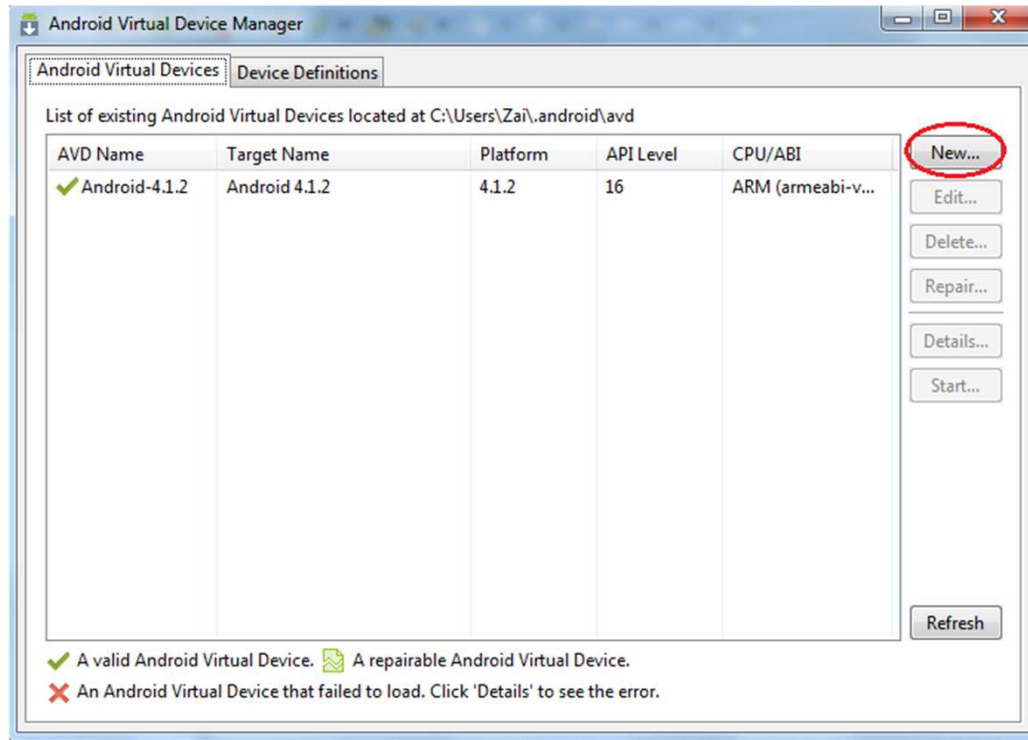 Android Virtual Device Manager
Android Virtual Devices Device Definitions
List of existing Android Virtual Devices located at C:\Users\Zai\.android\avd
AVD Name Target Name Platform API Level CPU/ABI New...
Android-4.1.2 Android 4.1.2 4.1.2 16 ARM (armeabi-v...
Edit...
Delete...
Repair...
Details...
Start...
Refresh
A valid Android Virtual Device. A repairable Android Virtual Device.
An Android Virtual Device that failed to load. Click 'Details' to see the error.